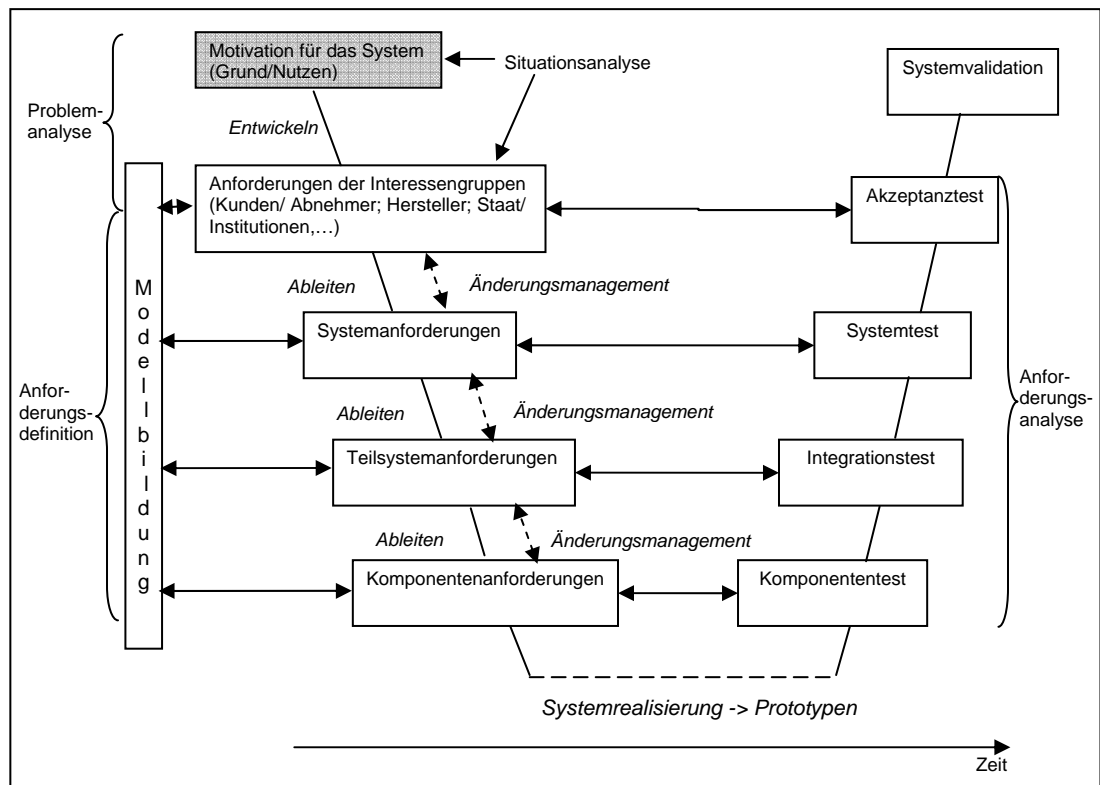 Motivation für das System
(Grund/Nutzen)
Situationsanalyse
Systemvalidation
Problem-
analyse
Entwickeln
Anforderungen der Interessengruppen
(Kunden/ Abnehmer; Hersteller; Staat/
Institutionen,…)
Akzeptanztest
Ableiten
Änderungsmanagement
Modellbildung
Systemanforderungen
Systemtest
Anfor-
derungs-
definition
Anfor-
derungs-
analyse
Ableiten
Änderungsmanagement
Teilsystemanforderungen
Integrationstest
Ableiten
Änderungsmanagement
Komponentenanforderungen
Komponententest
Systemrealisierung -> Prototypen
Zeit